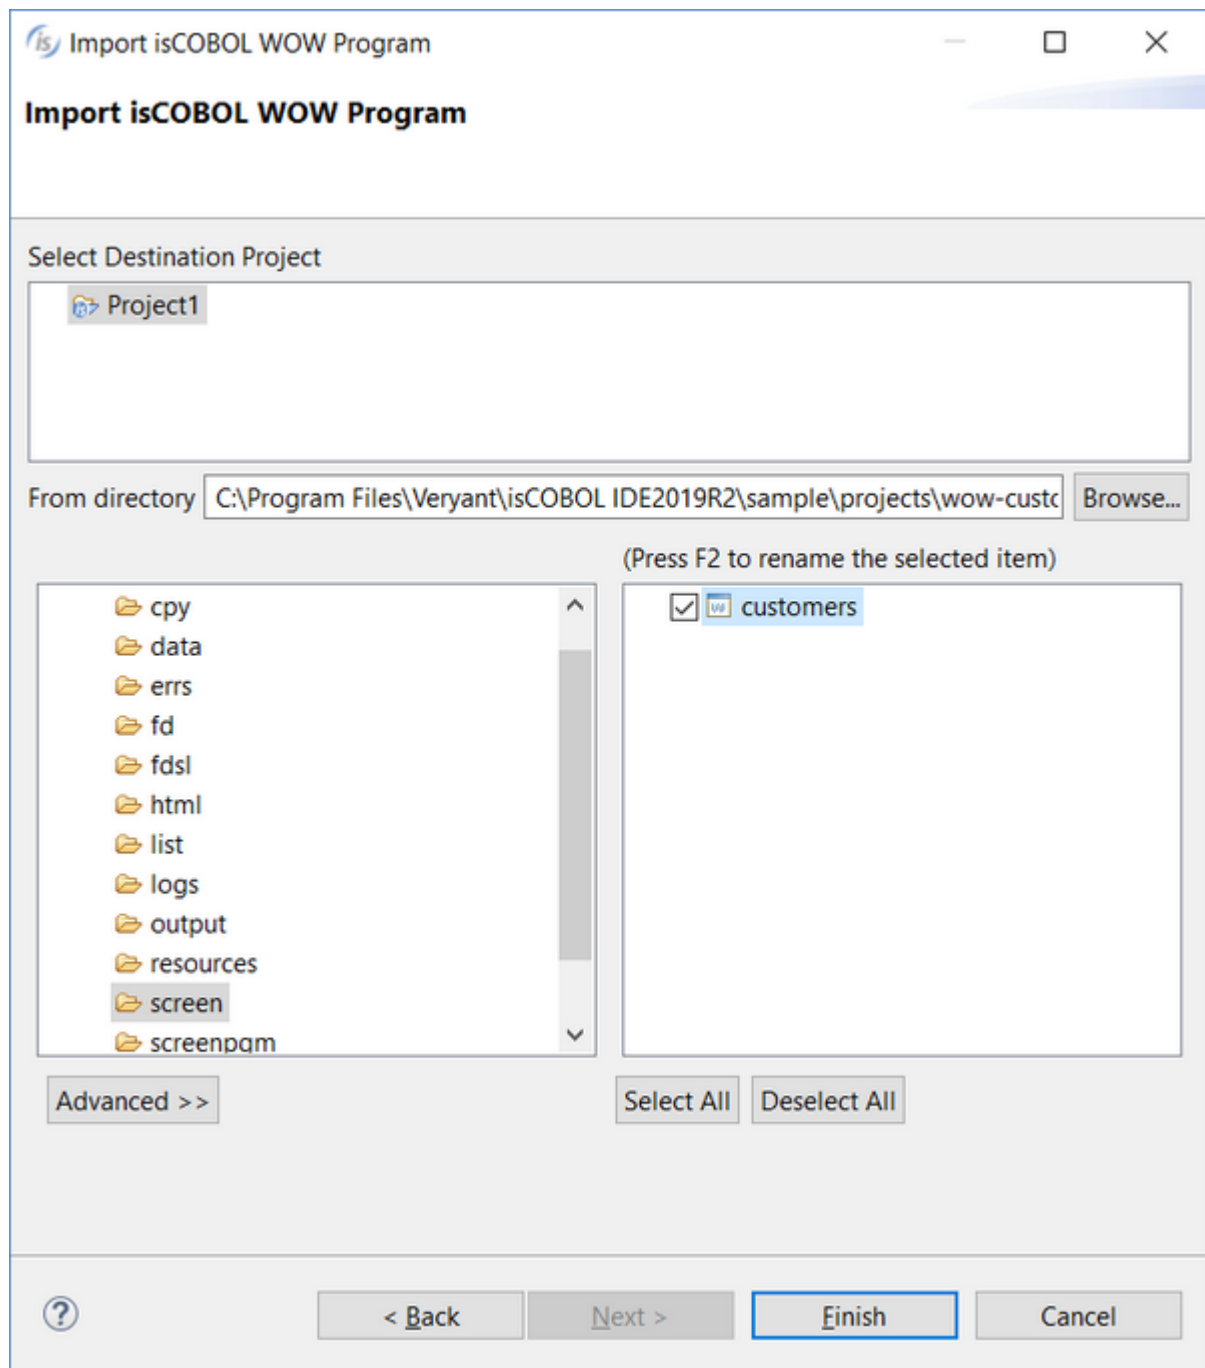 is Import isCOBOL WOW Program
Import isCOBOL WOW Program
Select Destination Project
Project1
From directory C:\Program Files\Veryant\isCOBOL IDE2019R2\sample\projects\wow-custo Browse...
(Press F2 to rename the selected item)
cpy
data
errs
fd
fdsl
html
list
logs
output
resources
screen
screenpgm
customers
Advanced >>
Select All Deselect All
? < Back Next > Finish Cancel